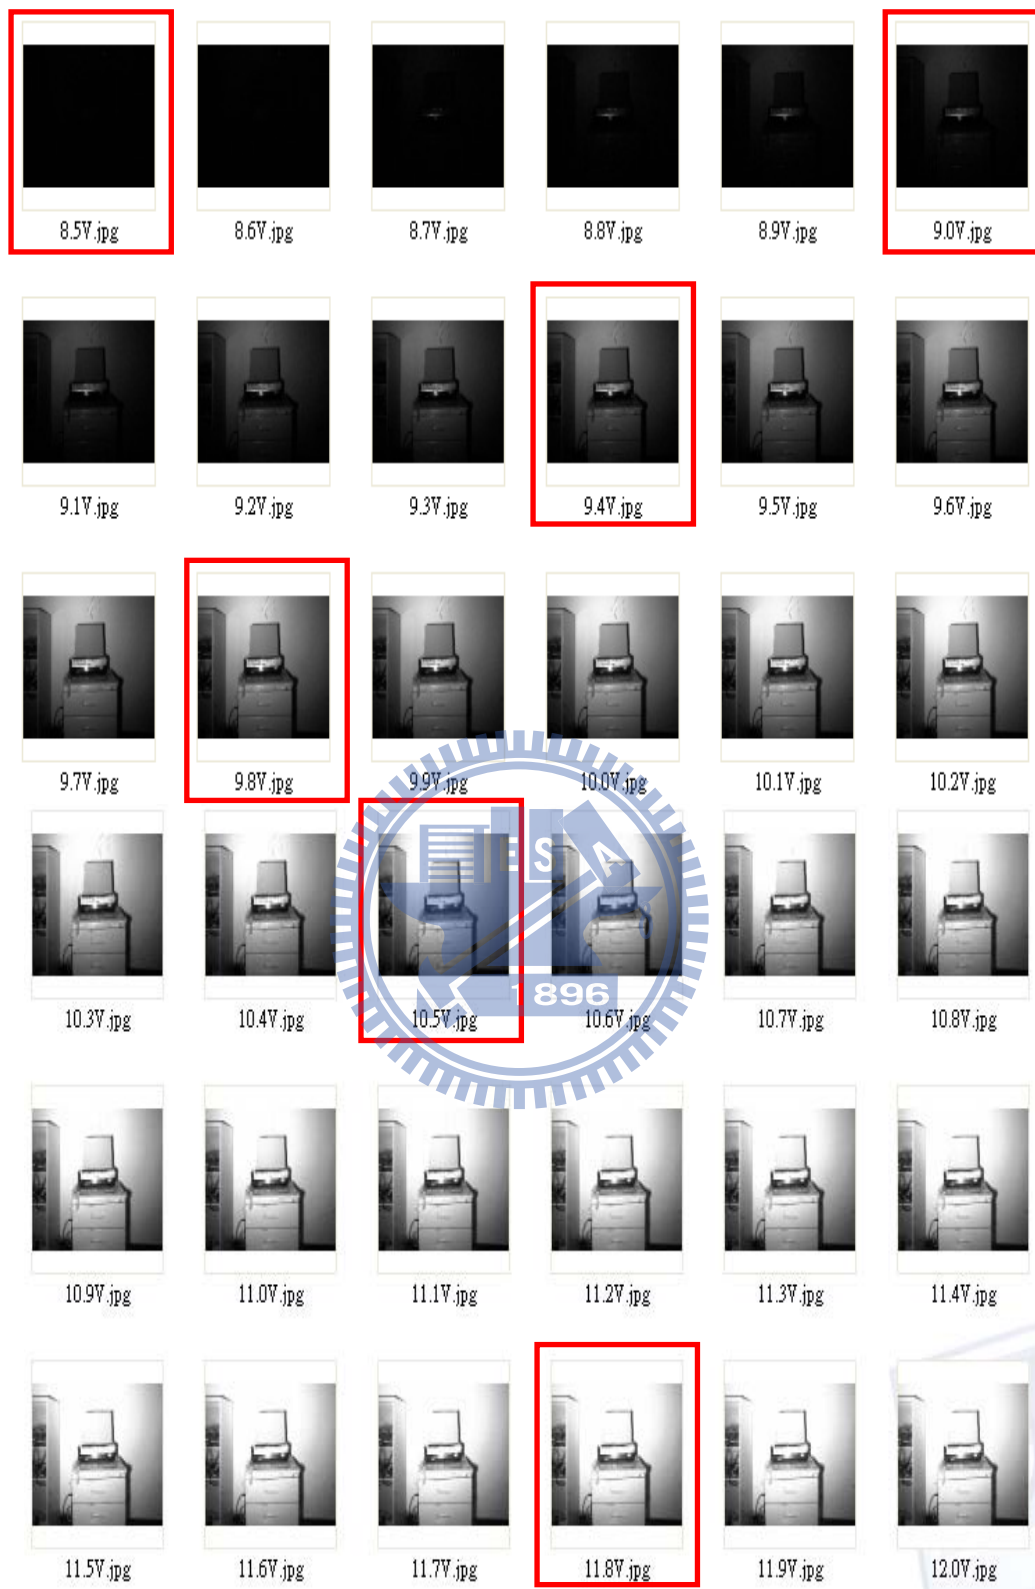 8.5V.jpg 8.6V.jpg 8.7V.jpg 8.8V.jpg 8.9V.jpg 9.0V.jpg
9.1V.jpg 9.2V.jpg 9.3V.jpg 9.4V.jpg 9.5V.jpg 9.6V.jpg
9.7V.jpg 9.8V.jpg 9.9V.jpg 10.0V.jpg 10.1V.jpg 10.2V.jpg
ESA
1896
10.3V.jpg 10.4V.jpg 10.5V.jpg 10.6V.jpg 10.7V.jpg 10.8V.jpg
10.9V.jpg 11.0V.jpg 11.1V.jpg 11.2V.jpg 11.3V.jpg 11.4V.jpg
11.5V.jpg 11.6V.jpg 11.7V.jpg 11.8V.jpg 11.9V.jpg 12.0V.jpg